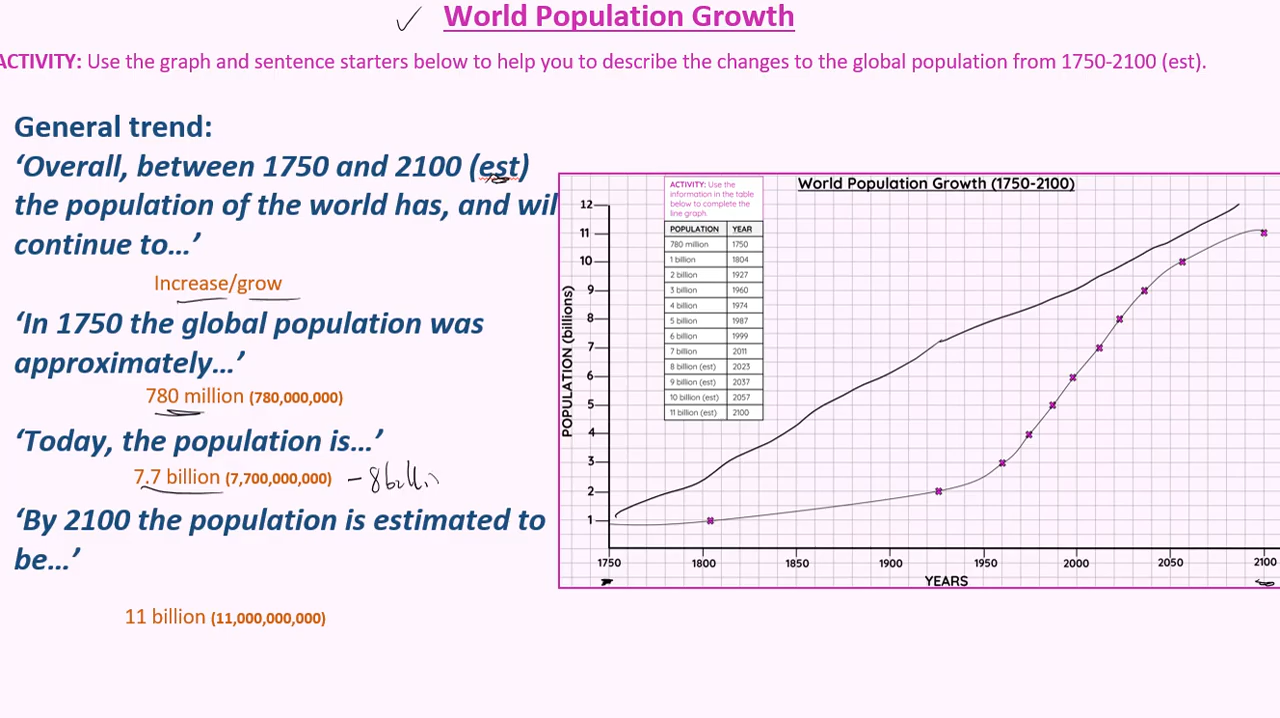 World Population Growth
ACTIVITY: Use the graph and sentence starters below to help you to describe the changes to the global population from 1750-2100 (est).
General trend:
‘Overall, between 1750 and 2100 (est)
the population of the world has, and wil
continue to…’
Increase/grow
‘In 1750 the global population was
approximately…’
780 million (780,000,000)
‘Today, the population is…’
7.7 billion (7,700,000,000) – 8 billi
‘By 2100 the population is estimated to
be…’
11 billion (11,000,000,000)
World Population Growth (1750-2100)
ACTIVITY: Use the
information in the table
below to complete the
line graph.
POPULATION YEAR
780 million 1750
1 billion 1804
2 billion 1927
3 billion 1960
4 billion 1974
5 billion 1987
6 billion 1999
7 billion 2011
8 billion (est) 2023
9 billion (est) 2037
10 billion (est) 2057
11 billion (est) 2100
POPULATION (billions)
12
11
10
9
8
7
6
5
4
3
2
1
1750 1800 1850 1900 1950 2000 2050 2100
YEARS